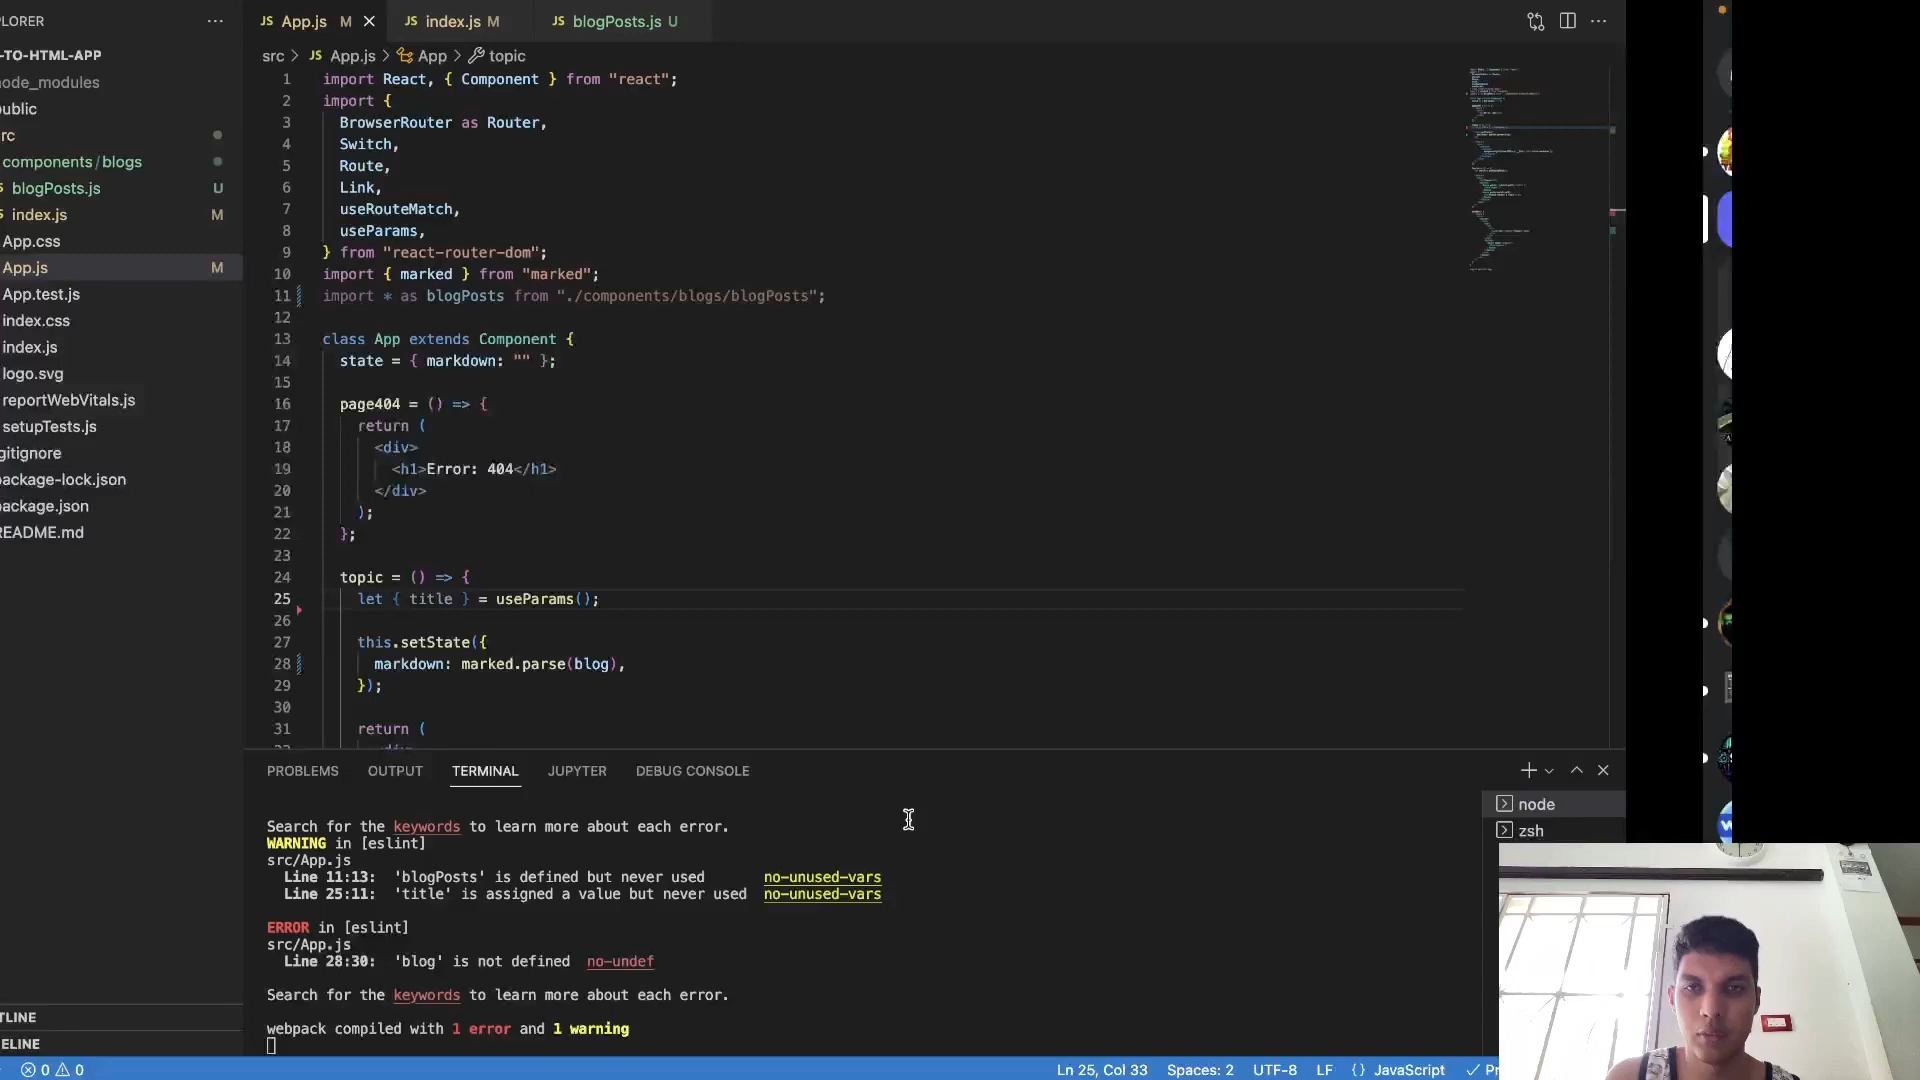 PLORER
···
JS App.js M
JS index.js M
JS blogPosts.js U
-TO-HTML-APP
node_modules
public
rc
components/blogs
blogPosts.js U
index.js M
App.css
App.js M
App.test.js
index.css
index.js
logo.svg
reportWebVitals.js
setupTests.js
gitignore
package-lock.json
package.json
README.md
TLINE
ELINE
src > JS App.js > App > topic
1 import React, { Component } from "react";
2 import {
3 BrowserRouter as Router,
4 Switch,
5 Route,
6 Link,
7 useRouteMatch,
8 useParams,
9 } from "react-router-dom";
10 import { marked } from "marked";
11 import * as blogPosts from "./components/blogs/blogPosts";
12
13 class App extends Component {
14 state = { markdown: "" };
15
16 page404 = () => {
17 return (
18 <div>
19 <h1>Error: 404</h1>
20 </div>
21 );
22 };
23
24 topic = () => {
25 let { title } = useParams();
26
27 this.setState({
28 markdown: marked.parse(blog),
29 });
30
31 return (
PROBLEMS OUTPUT TERMINAL JUPYTER DEBUG CONSOLE
node
zsh
Search for the keywords to learn more about each error.
WARNING in [eslint]
src/App.js
Line 11:13: 'blogPosts' is defined but never used no-unused-vars
Line 25:11: 'title' is assigned a value but never used no-unused-vars
ERROR in [eslint]
src/App.js
Line 28:30: 'blog' is not defined no-undef
Search for the keywords to learn more about each error.
webpack compiled with 1 error and 1 warning
0 0
Ln 25, Col 33 Spaces: 2 UTF-8 LF {} JavaScript